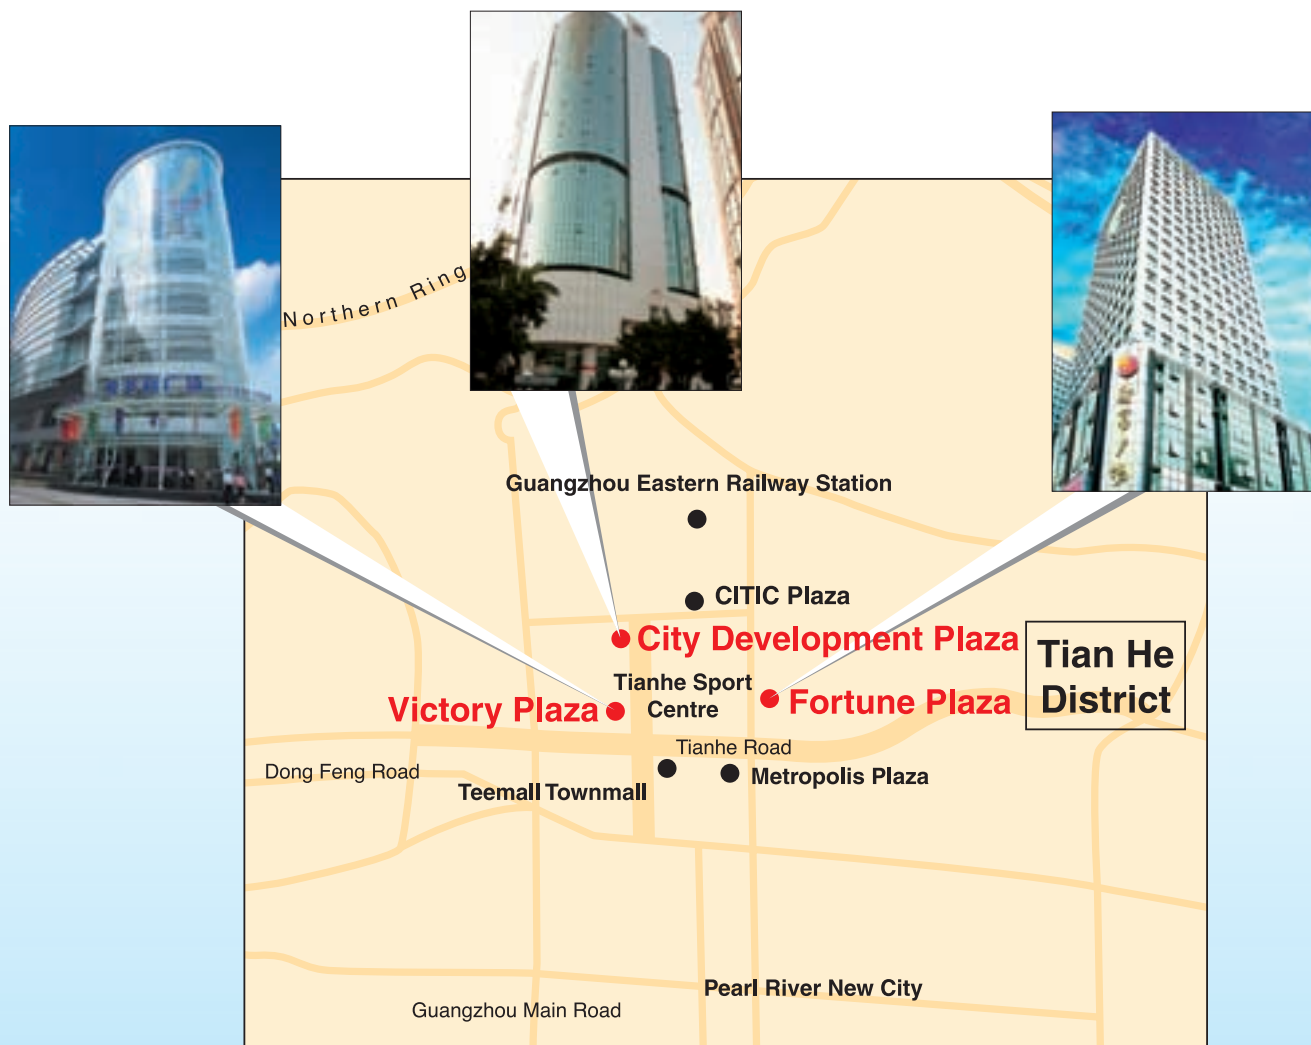 Northern Ring
Guangzhou Eastern Railway Station
CITIC Plaza
City Development Plaza
Tian He
District
Tianhe Sport
Centre
Victory Plaza
Fortune Plaza
Tianhe Road
Dong Feng Road
Metropolis Plaza
Teemall Townmall
Pearl River New City
Guangzhou Main Road